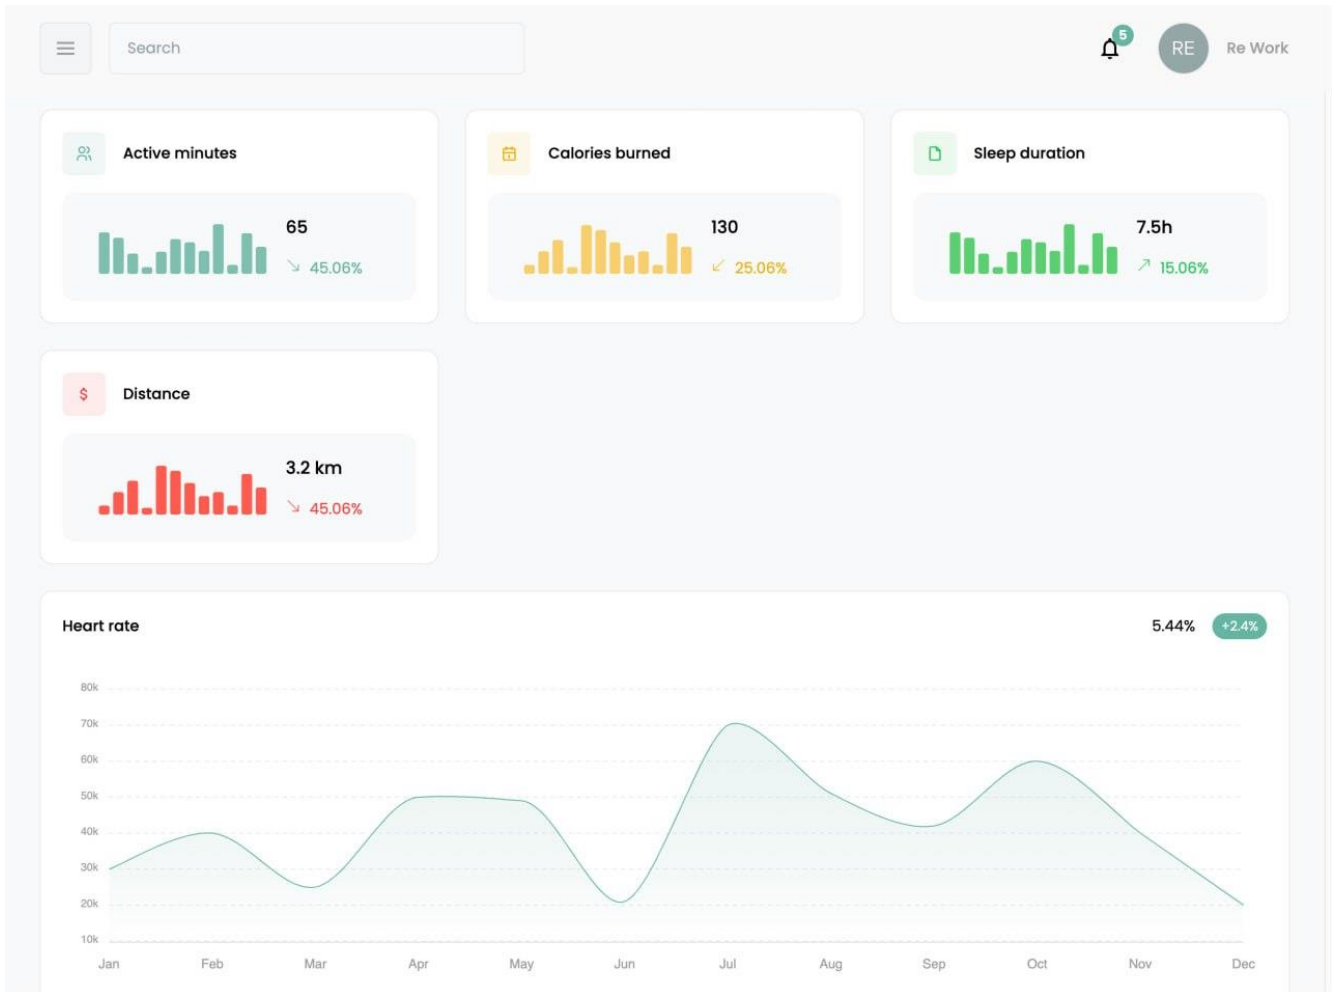 Search
5
RE
Re Work
Active minutes
65
45.06%
Calories burned
130
25.06%
Sleep duration
7.5h
15.06%
$
Distance
3.2 km
45.06%
Heart rate
5.44%
+2.4%
80k
70k
60k
50k
40k
30k
20k
10k
Jan Feb Mar Apr May Jun Jul Aug Sep Oct Nov Dec